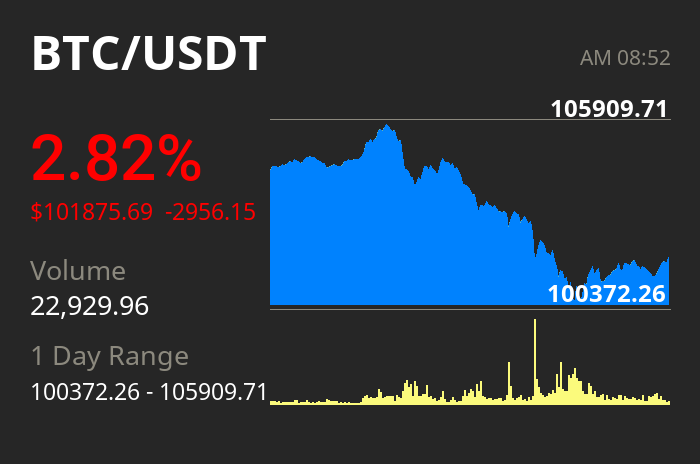 BTC/USDT
AM 08:52
105909.71
2.82%
$101875.69 -2956.15
Volume
22,929.96
100372.26
1 Day Range
100372.26 - 105909.71